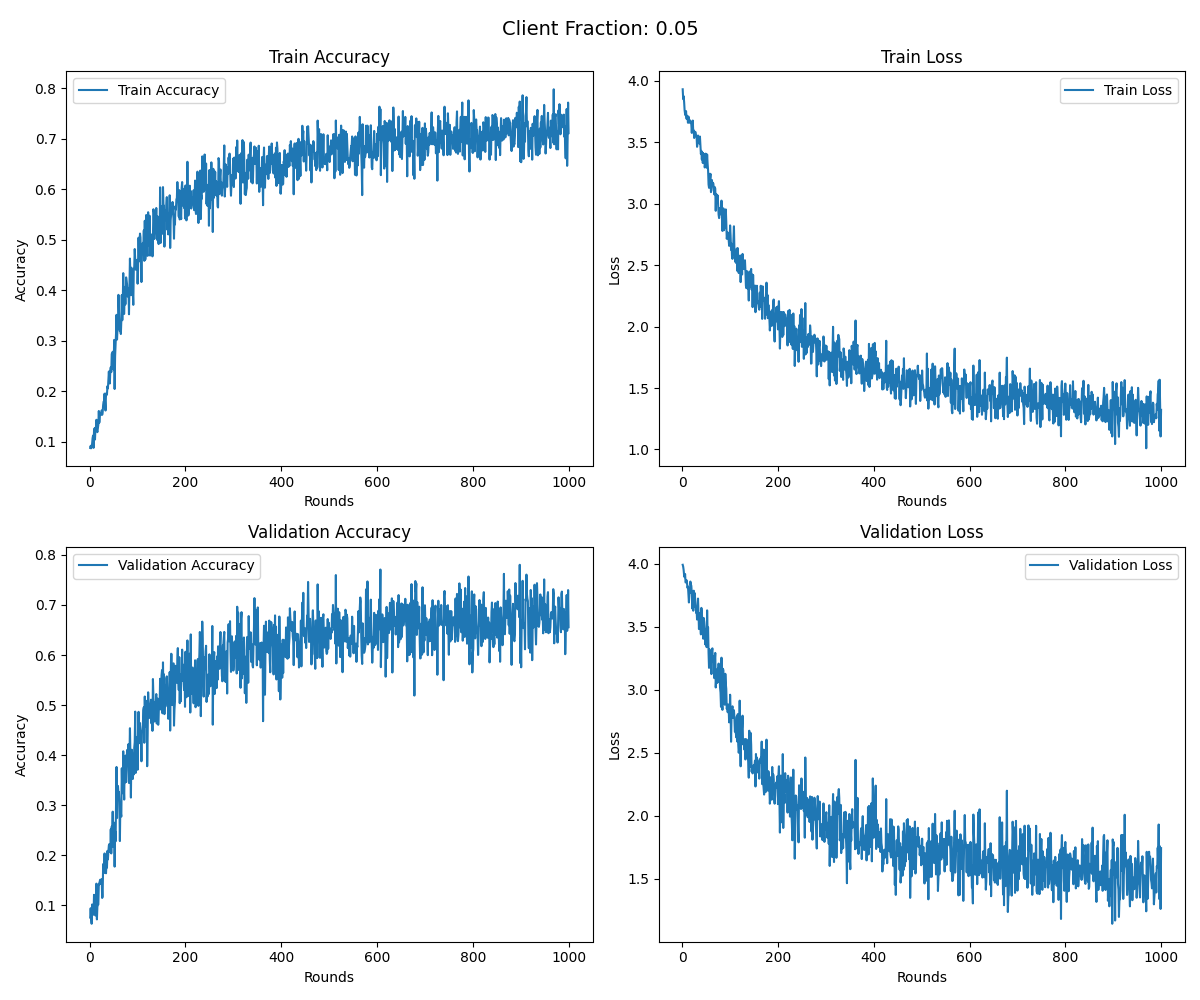 Client Fraction: 0.05
Train Accuracy
Train Accuracy
0.8
0.7
0.6
0.5
0.4
0.3
0.2
0.1
Accuracy
0 200 400 600 800 1000
Rounds
Train Loss
Train Loss
4.0
3.5
3.0
2.5
2.0
1.5
1.0
Loss
0 200 400 600 800 1000
Rounds
Validation Accuracy
Validation Accuracy
0.8
0.7
0.6
0.5
0.4
0.3
0.2
0.1
Accuracy
0 200 400 600 800 1000
Rounds
Validation Loss
Validation Loss
4.0
3.5
3.0
2.5
2.0
1.5
Loss
0 200 400 600 800 1000
Rounds